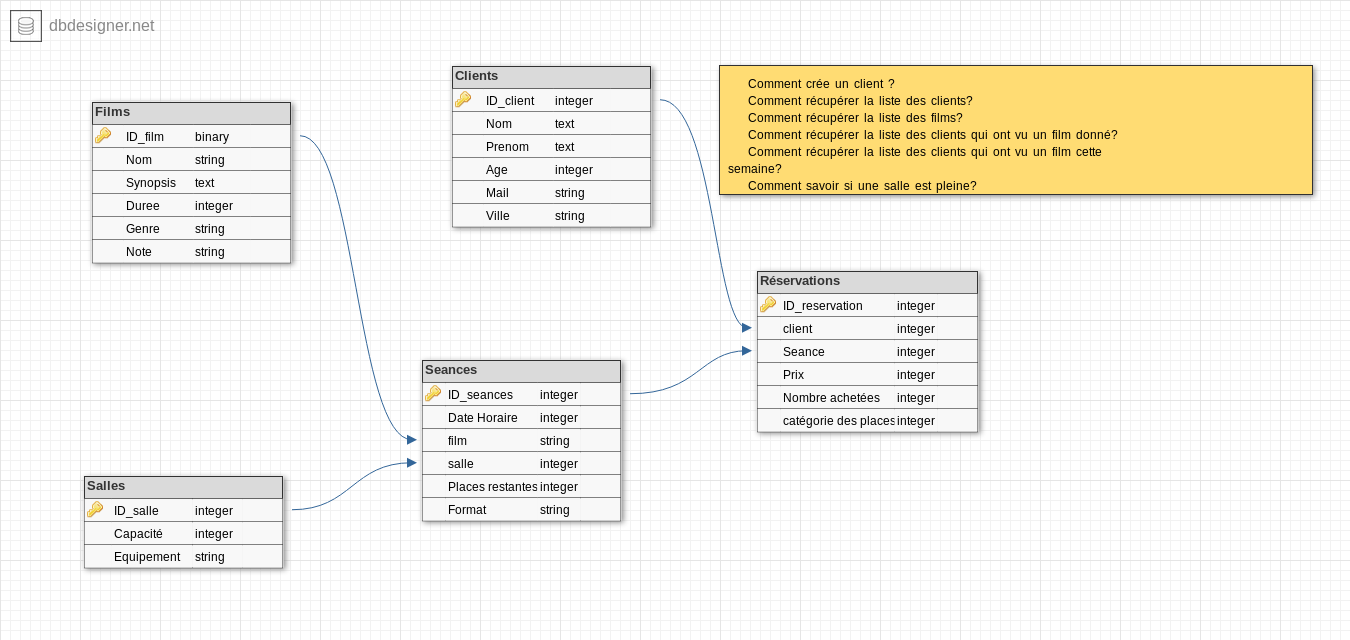 dbdesigner.net
Clients
ID_client integer
Nom text
Prenom text
Age integer
Mail string
Ville string
Comment crée un client ?
Comment récupérer la liste des clients?
Comment récupérer la liste des films?
Comment récupérer la liste des clients qui ont vu un film donné?
Comment récupérer la liste des clients qui ont vu un film cette
semaine?
Comment savoir si une salle est pleine?
Films
ID_film binary
Nom string
Synopsis text
Duree integer
Genre string
Note string
Réservations
ID_reservation integer
client integer
Seance integer
Prix integer
Nombre achetées integer
catégorie des places integer
Seances
ID_seances integer
Date Horaire integer
film string
salle integer
Places restantes integer
Format string
Salles
ID_salle integer
Capacité integer
Equipement string